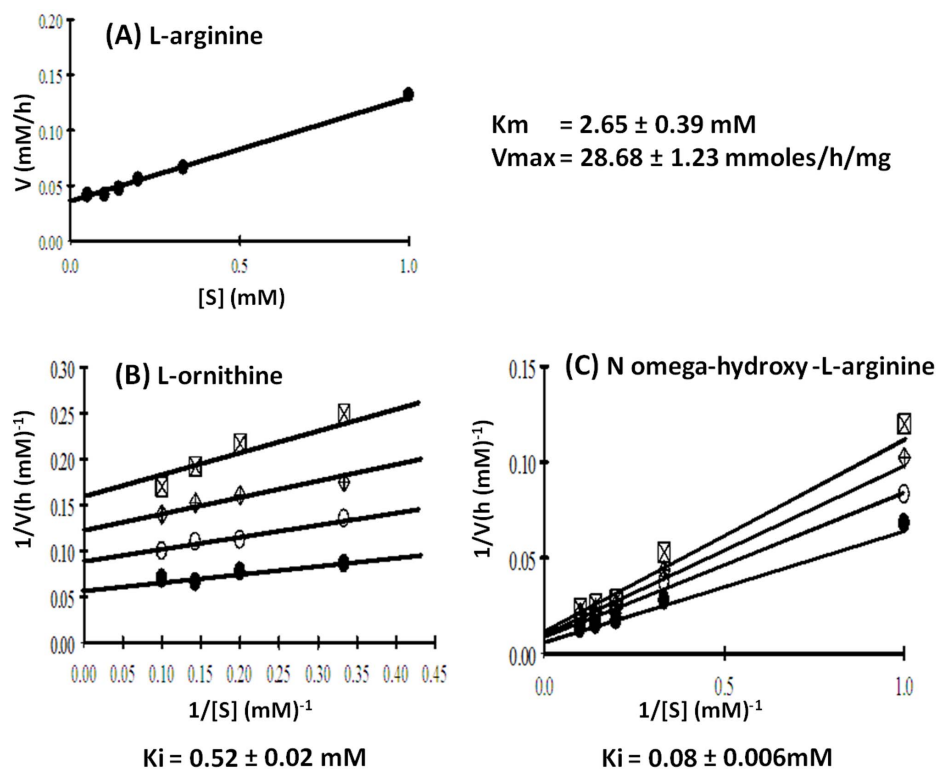 (A) L-arginine
0.20
0.15
0.10
0.05
0.00
V (mM/h)
0.0 0.5 1.0
[S] (mM)
Km = 2.65 ± 0.39 mM
Vmax = 28.68 ± 1.23 mmoles/h/mg
(B) L-ornithine
0.30
0.25
0.20
0.15
0.10
0.05
0.00
1/V(h (mM)⁻¹)
0.00 0.05 0.10 0.15 0.20 0.25 0.30 0.35 0.40 0.45
1/[S] (mM)⁻¹
Ki = 0.52 ± 0.02 mM
(C) N omega-hydroxy -L-arginine
0.15
0.10
0.05
0.00
1/V(h (mM)⁻¹)
0.0 0.5 1.0
1/[S] (mM)⁻¹
Ki = 0.08 ± 0.006mM